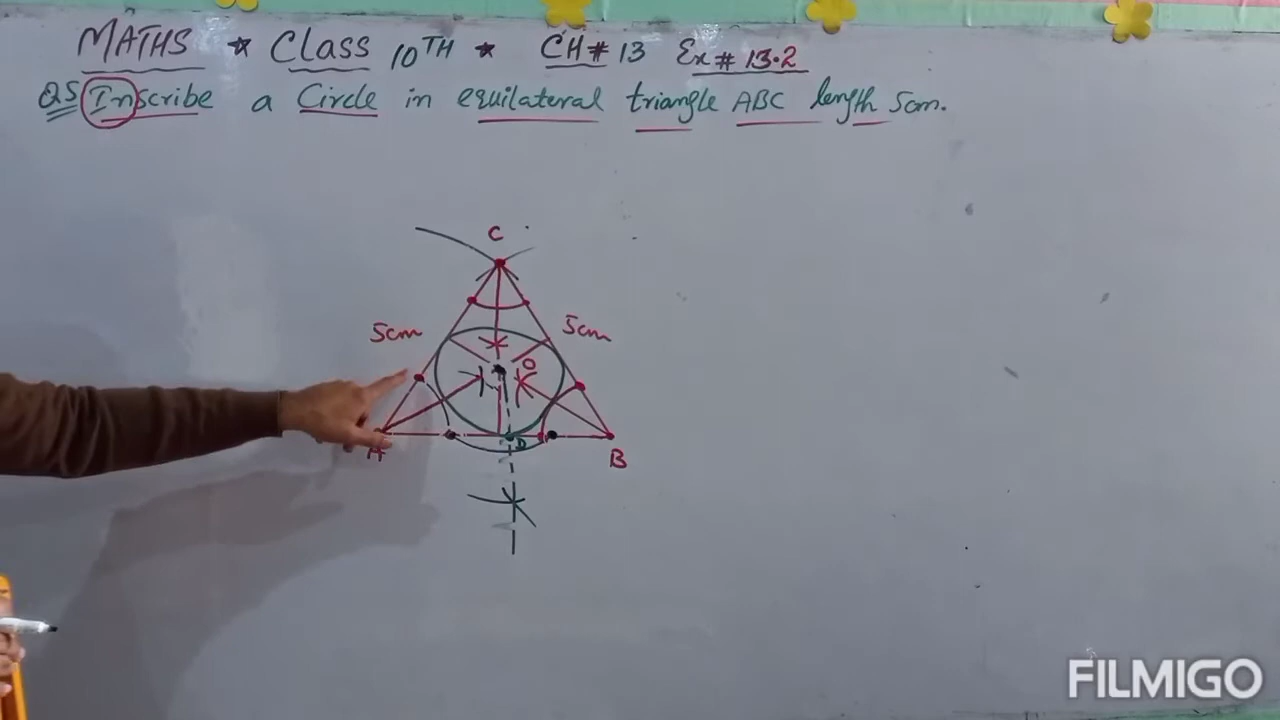 MATHS * Class 10TH * CH # 13 Ex # 13.2
Q5 Inscribe a Circle in equilateral triangle ABC length 5cm.
C
5cm 5cm
O
D
A B
FILMIGO